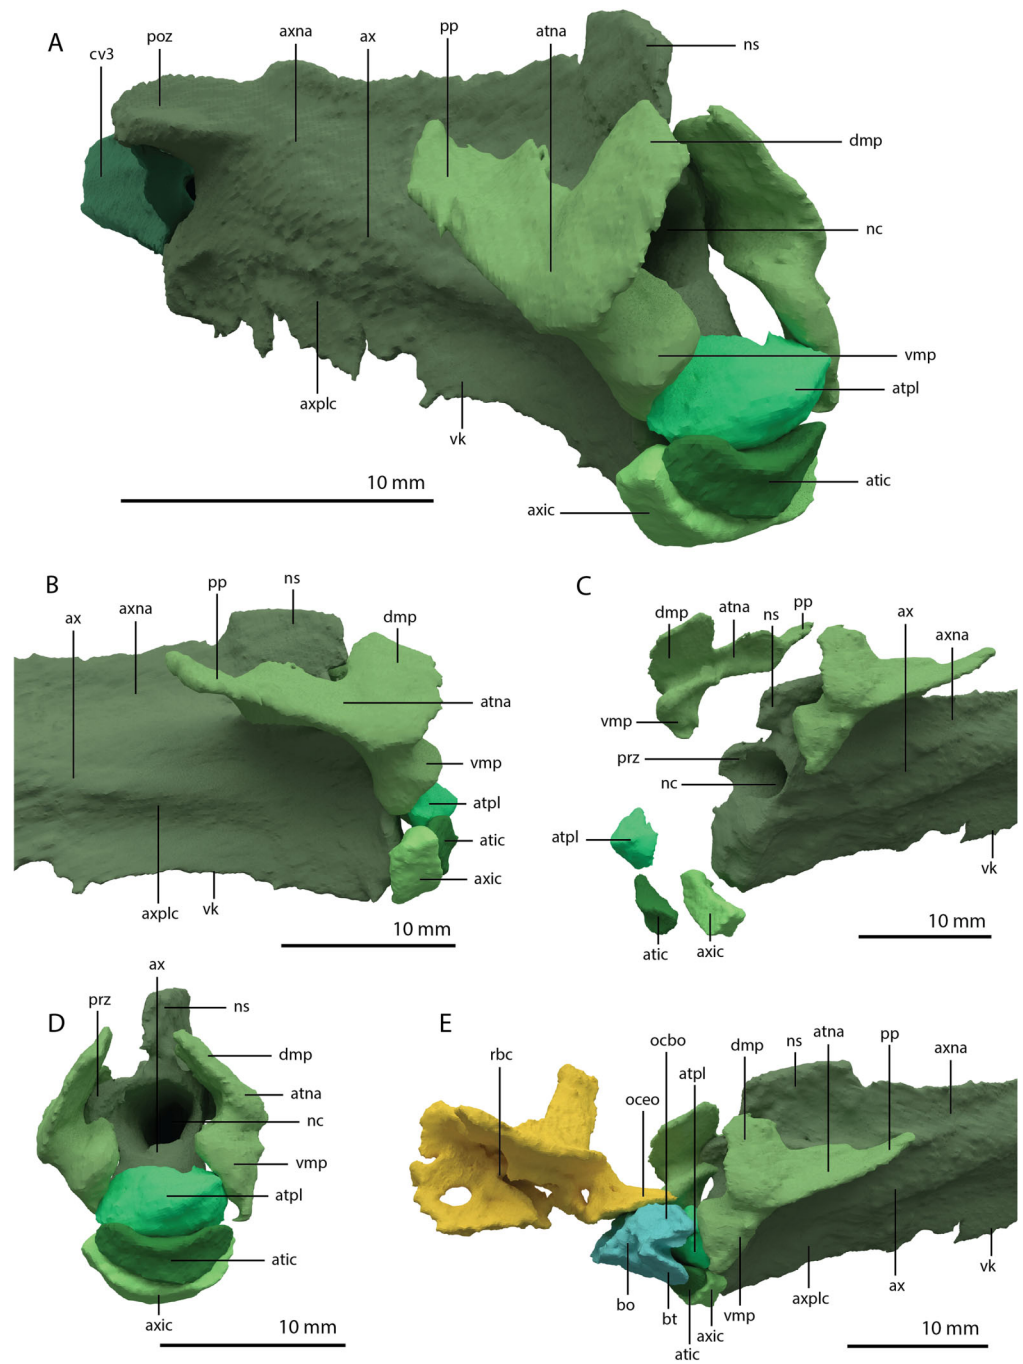 A
cv3
poz
axna
ax
pp
atna
ns
dmp
nc
vmp
atpl
atic
axic
axplc
vk
10 mm
B
ax
axna
pp
ns
dmp
atna
vmp
atpl
atic
axic
axplc
vk
10 mm
C
dmp
atna
ns
pp
ax
axna
vmp
prz
nc
atpl
atic
axic
vk
10 mm
D
prz
ax
ns
dmp
atna
nc
vmp
atpl
atic
axic
10 mm
E
rbc
oceo
ocbo
atpl
dmp
ns
atna
pp
axna
bo
bt
atic
axic
vmp
axplc
ax
vk
10 mm